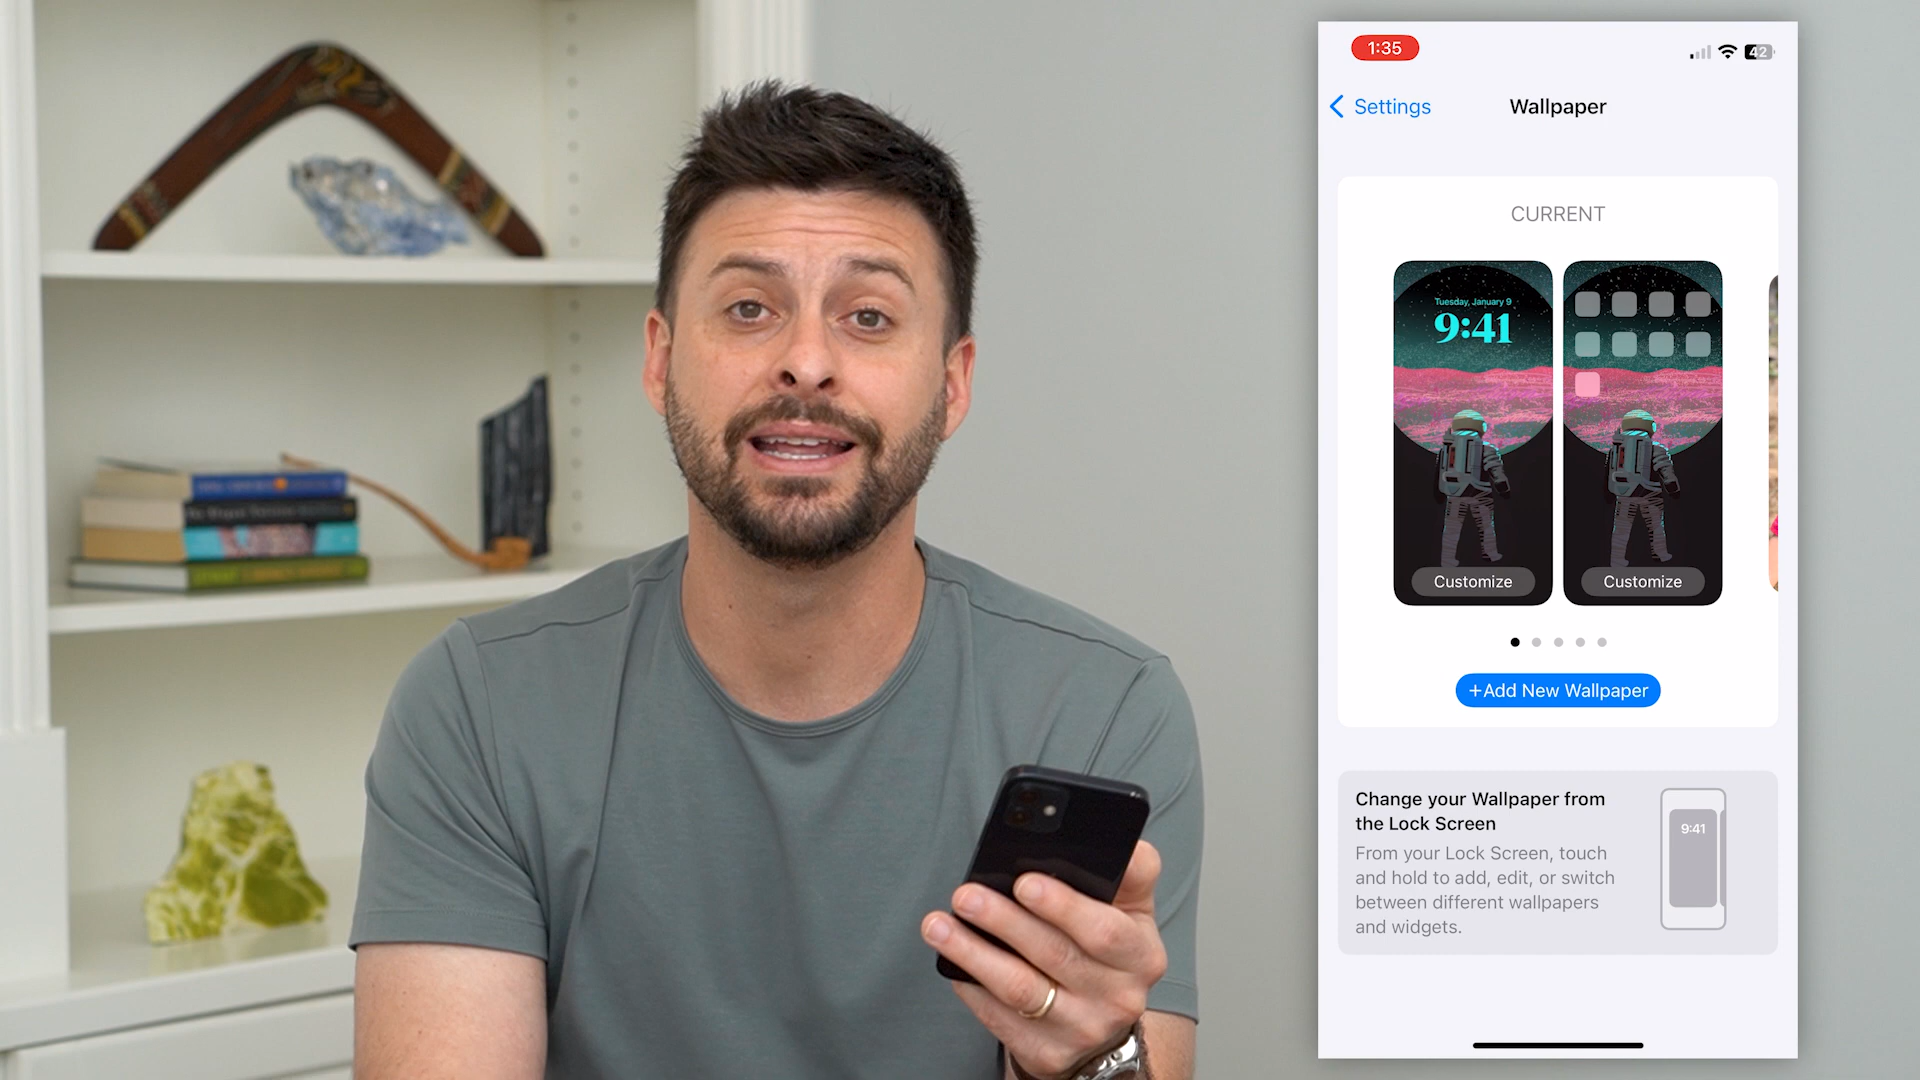 1:35
42
Settings
Wallpaper
CURRENT
Tuesday, January 9
9:41
Customize
Customize
+Add New Wallpaper
Change your Wallpaper from
the Lock Screen
9:41
From your Lock Screen, touch
and hold to add, edit, or switch
between different wallpapers
and widgets.